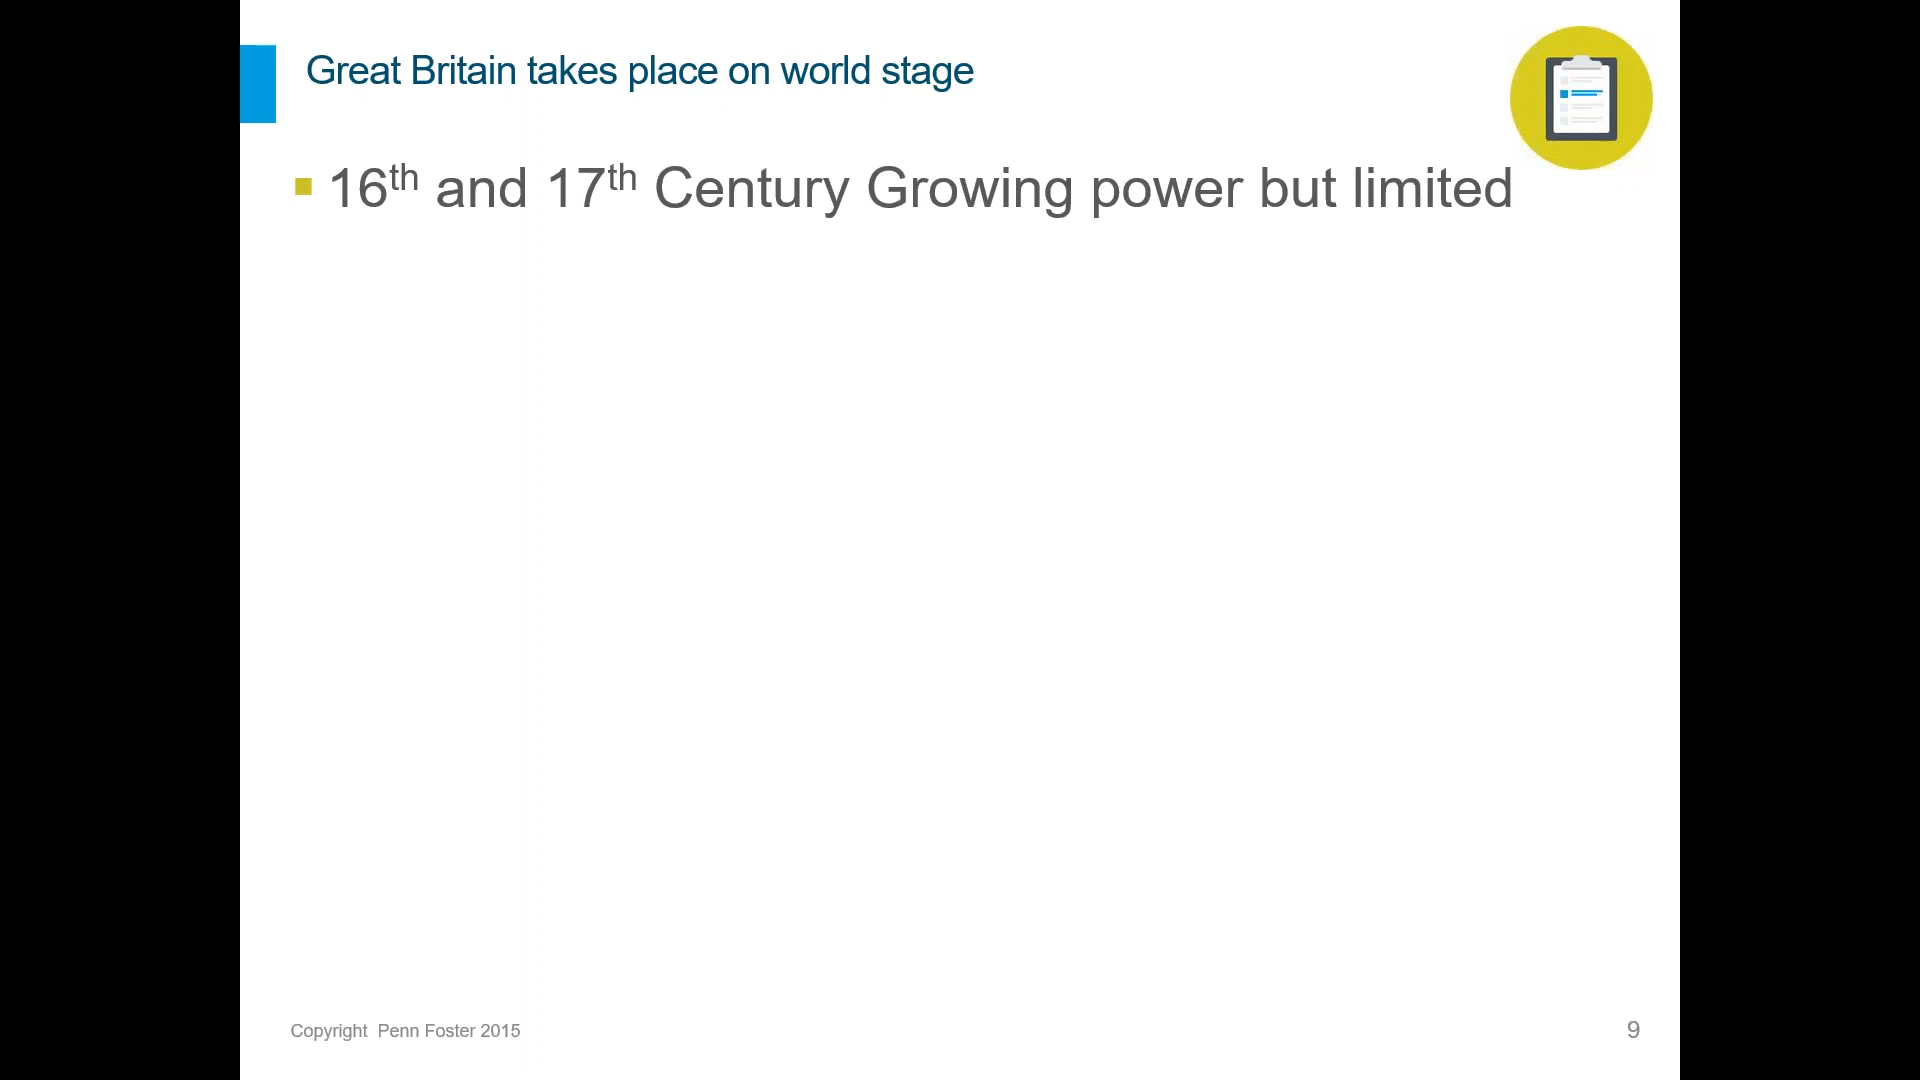 Great Britain takes place on world stage
16th and 17th Century Growing power but limited
Copyright Penn Foster 2015
9